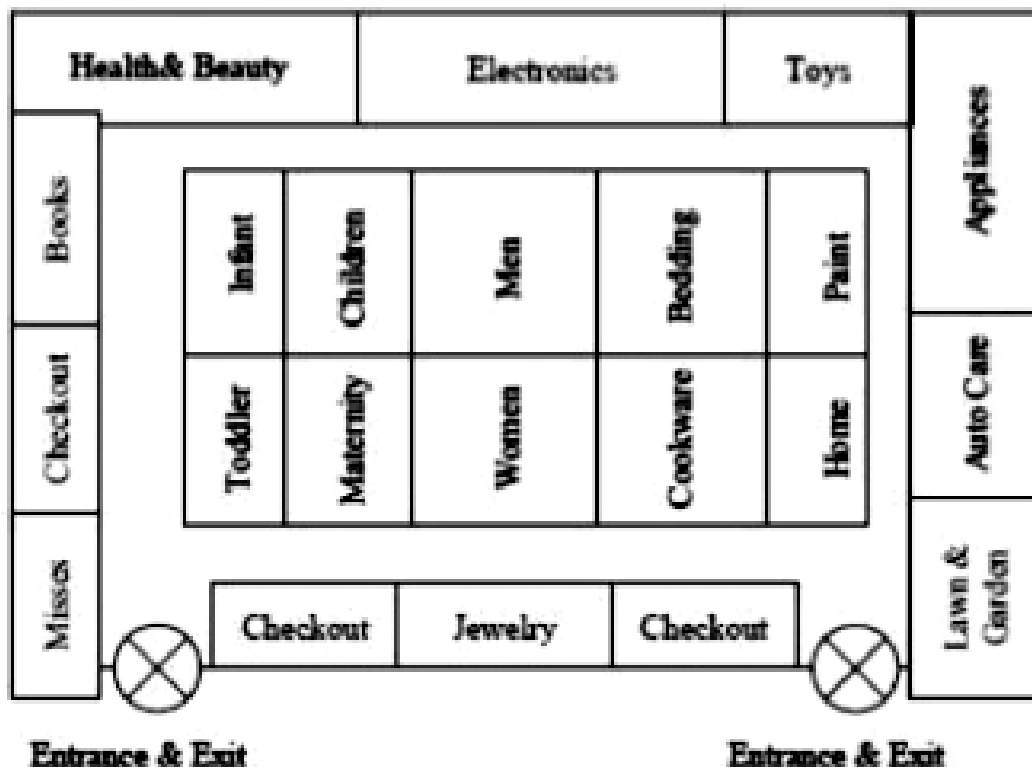 Health& Beauty
Electronics
Toys
Appliances
Books
Infant
Children
Men
Bedding
Paint
Checkout
Toddler
Maternity
Women
Cookware
Home
Auto Care
Misses
Checkout
Jewelry
Checkout
Lawn &
Garden
Entrance & Exit
Entrance & Exit